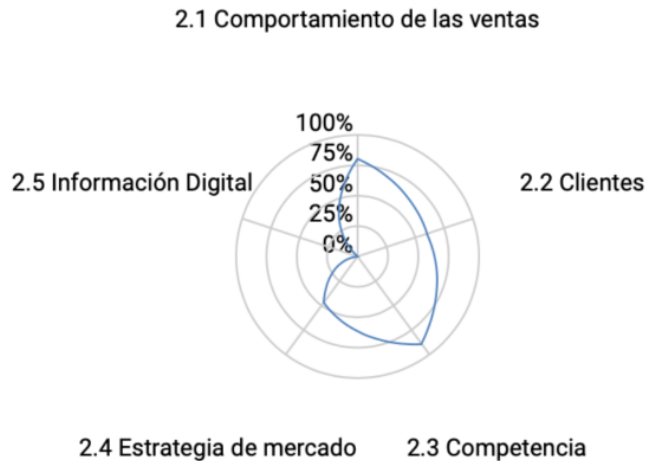 2.1 Comportamiento de las ventas
100%
75%
50%
25%
0%
2.5 Información Digital
2.2 Clientes
2.4 Estrategia de mercado
2.3 Competencia